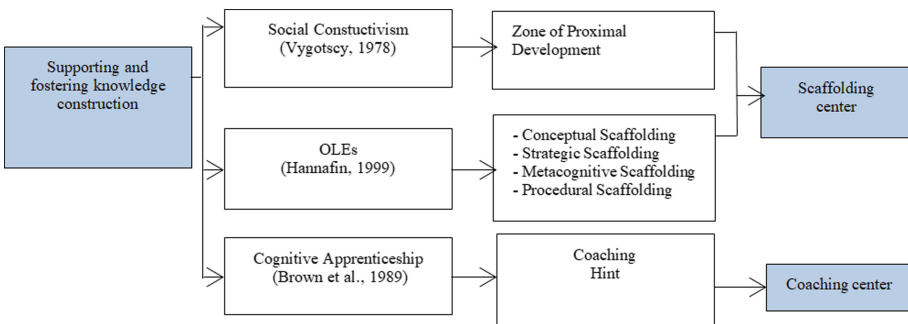 Supporting and
fostering knowledge
construction
Social Constuctivism
(Vygotscy, 1978)
Zone of Proximal
Development
OLEs
(Hannafin, 1999)
- Conceptual Scaffolding
- Strategic Scaffolding
- Metacognitive Scaffolding
- Procedural Scaffolding
Scaffolding
center
Cognitive Apprenticeship
(Brown et al., 1989)
Coaching
Hint
Coaching center